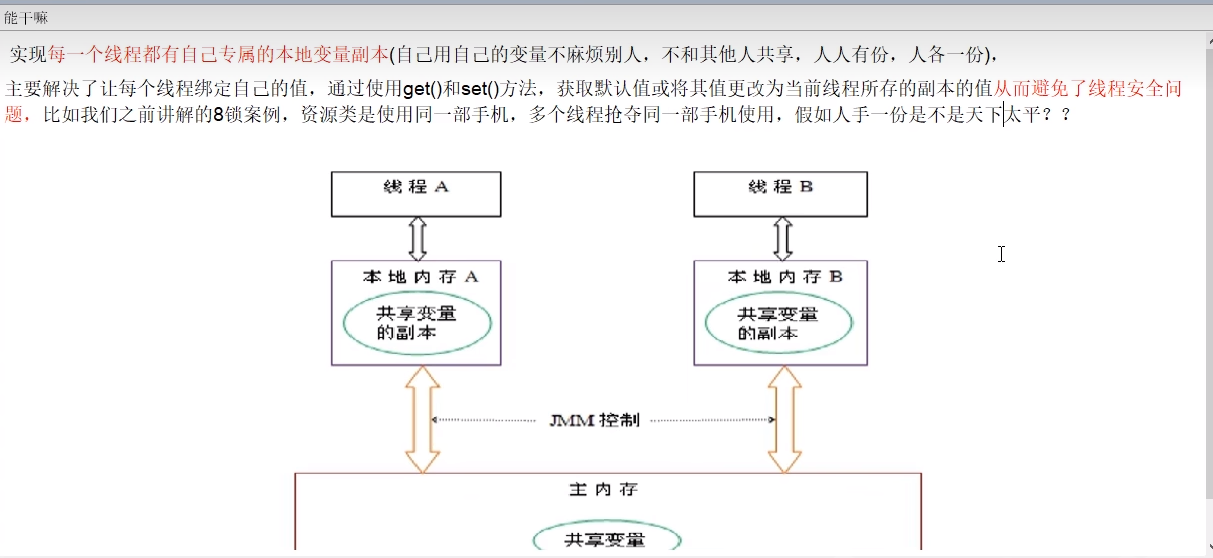 能干嘛
实现每一个线程都有自己专属的本地变量副本(自己用自己的变量不麻烦别人，不和其他人共享，人人有份，人各一份)，
主要解决了让每个线程绑定自己的值，通过使用get()和set()方法，获取默认值或将其值更改为当前线程所存的副本的值从而避免了线程安全问
题，比如我们之前讲解的8锁案例，资源类是使用同一部手机，多个线程抢夺同一部手机使用，假如人手一份是不是天下太平？？
线程A 线程B
本地内存A 本地内存B
共享变量 共享变量
的副本 的副本
JMM控制
主内存
共享变量